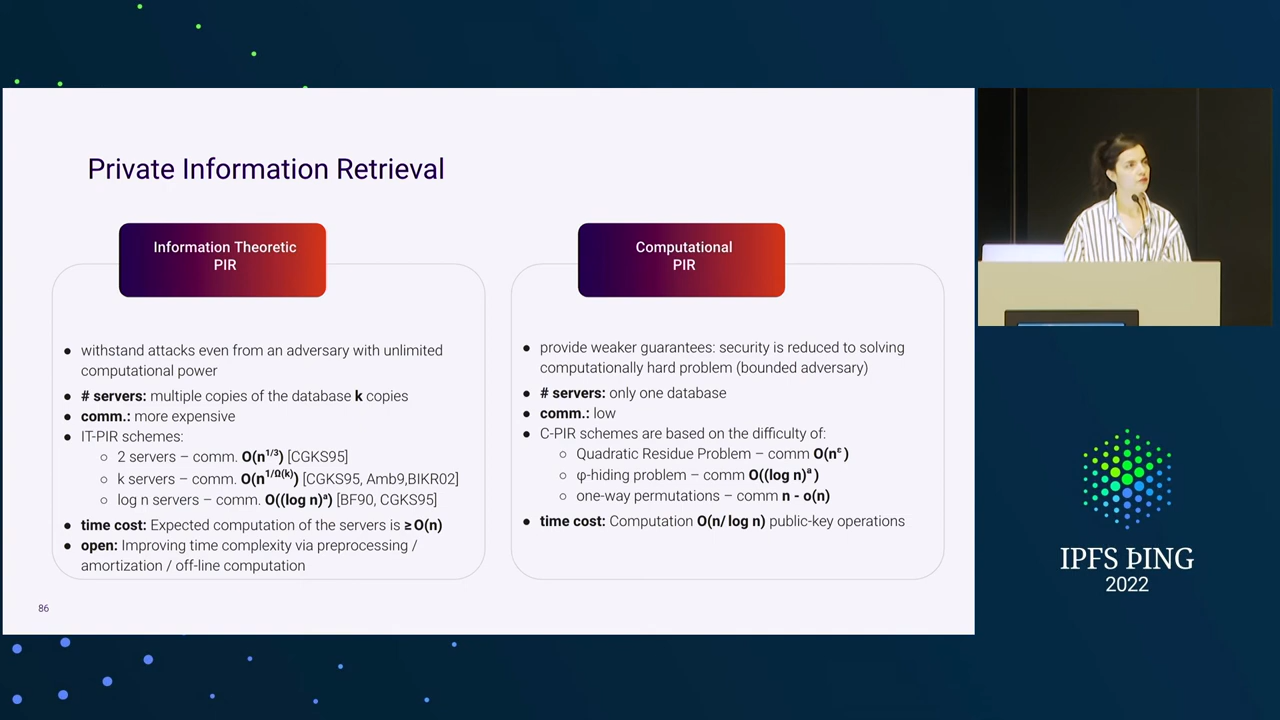 Private Information Retrieval
Information Theoretic
PIR
● withstand attacks even from an adversary with unlimited
computational power
● # servers: multiple copies of the database k copies
● comm.: more expensive
● IT-PIR schemes:
○ 2 servers – comm. O(n^1/3) [CGKS95]
○ k servers – comm. O(n^1/Ω(k)) [CGKS95, Amb9,BIKR02]
○ log n servers – comm. O((log n)^a) [BF90, CGKS95]
● time cost: Expected computation of the servers is ≥ O(n)
● open: Improving time complexity via preprocessing /
amortization / off-line computation
Computational
PIR
● provide weaker guarantees: security is reduced to solving
computationally hard problem (bounded adversary)
● # servers: only one database
● comm.: low
● C-PIR schemes are based on the difficulty of:
○ Quadratic Residue Problem – comm O(n^ε)
○ φ-hiding problem – comm O((log n)^a)
○ one-way permutations – comm n - o(n)
● time cost: Computation O(n/ log n) public-key operations
86
IPFS ÞING
2022